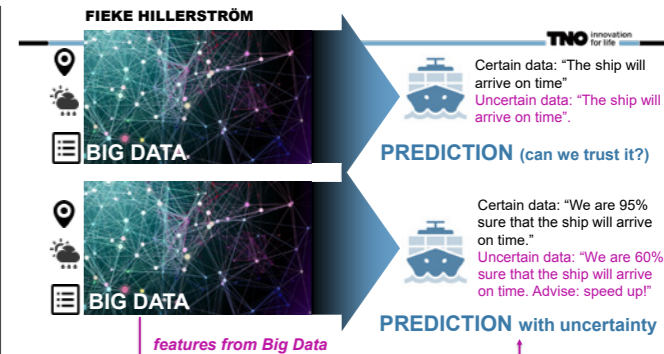 FIEKE HILLERSTRÖM
TNO innovation
for life
Certain data: “The ship will
arrive on time”
Uncertain data: “The ship will
arrive on time”.
BIG DATA
PREDICTION (can we trust it?)
Certain data: “We are 95%
sure that the ship will arrive
on time.”
Uncertain data: “We are 60%
sure that the ship will arrive
on time. Advise: speed up!”
BIG DATA
PREDICTION with uncertainty
features from Big Data